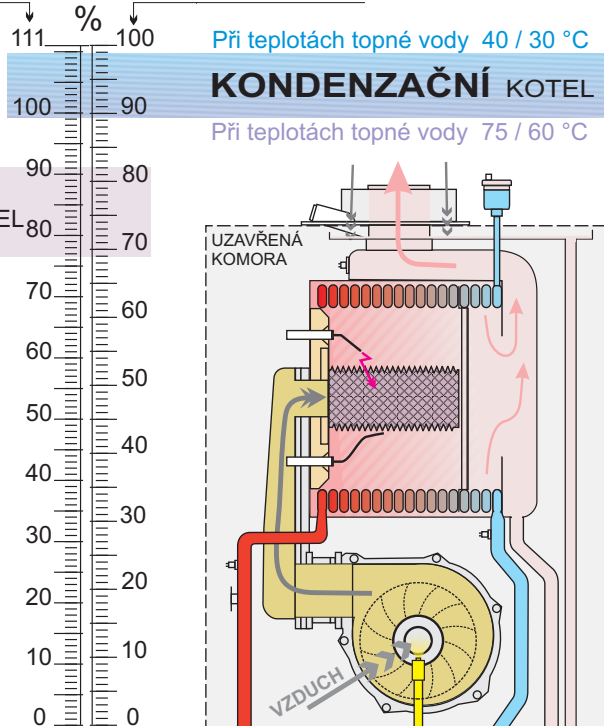 %
111 100
Při teplotách topné vody 40 / 30 °C
KONDENZAČNÍ KOTEL
100 90
Při teplotách topné vody 75 / 60 °C
90 80
EL
80 70
UZAVŘENÁ
KOMORA
70 60
60 50
50 40
40 30
30 20
20 10
10 0
0
VZDUCH